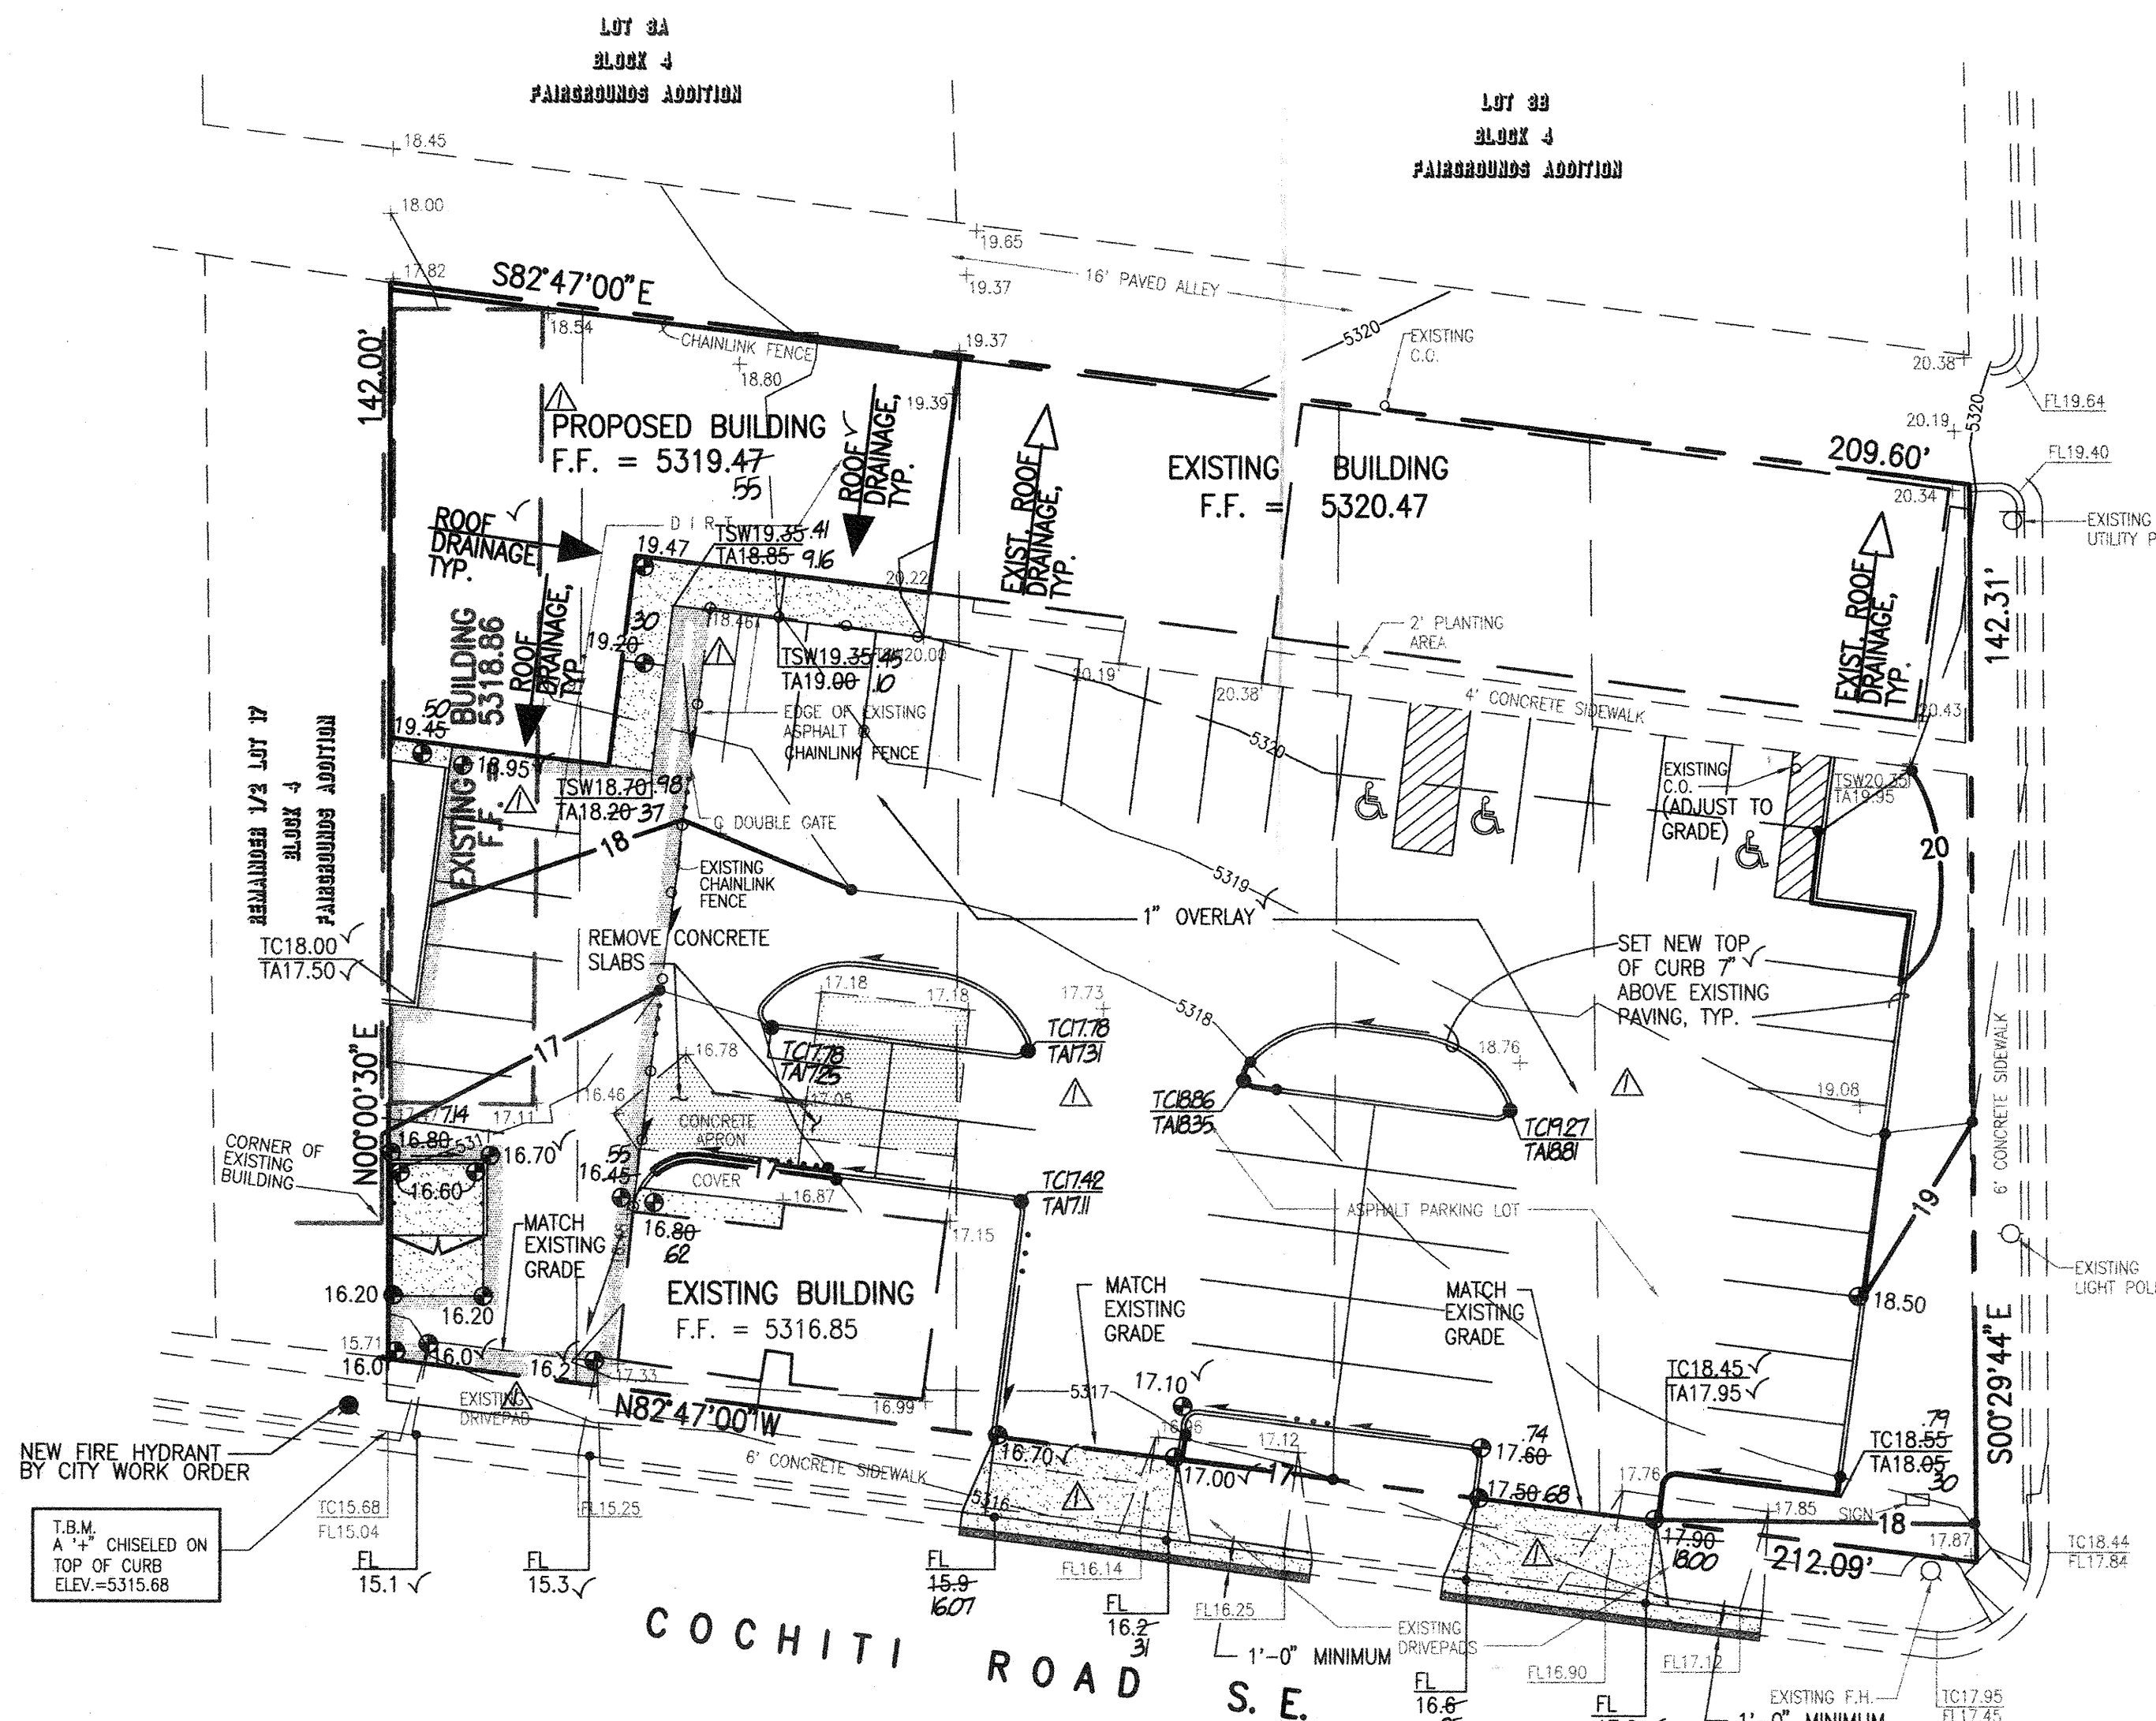 LOT 8A
BLOCK 4
FAIRGROUNDS ADDITION
LOT 8B
BLOCK 4
FAIRGROUNDS ADDITION
18.45
18.00
17.82
S82°47'00"E
19.65
19.37
16' PAVED ALLEY
18.54
CHAINLINK FENCE
18.80
19.37
19.39
5320
EXISTING
C.O.
20.38
20.19
5320
FL19.64
FL19.40
142.00'
209.60'
20.34
PROPOSED BUILDING
F.F. = 5319.47
.55
ROOF
DRAINAGE,
TYP.
EXIST. ROOF
DRAINAGE,
TYP.
EXISTING BUILDING
F.F. = 5320.47
EXISTING
UTILITY P
ROOF
DRAINAGE
TYP.
DIRT
19.47
TSW19.35 .41
TA18.85 9.16
20.22
EXIST. ROOF
DRAINAGE,
TYP.
142.31'
BUILDING
5318.86
ROOF
DRAINAGE,
TYP.
30
19.20
18.46
TSW19.35 .45
TSW20.00
TA19.00 .10
2' PLANTING
AREA
20.19
20.38
4' CONCRETE SIDEWALK
20.43
50
19.45
EXISTING
F.F. =
18.95
EDGE OF EXISTING
ASPHALT @
CHAINLINK FENCE
5320
TSW18.70 .98
TA18.20 37
EXISTING
C.O.
(ADJUST TO
GRADE)
TSW20.35
TA19.95
REMAINDER 1/2 LOT 17
BLOCK 4
FAIRGROUNDS ADDITION
18
₵ DOUBLE GATE
20
EXISTING
CHAINLINK
FENCE
5319
1" OVERLAY
TC18.00
TA17.50
REMOVE CONCRETE
SLABS
SET NEW TOP
OF CURB 7"
ABOVE EXISTING
PAVING, TYP.
17.18
17.18
17.73
5318
TC17.78
TA17.31
TC17.78
TA17.25
17
N00°00'30"E
16.78
18.76
6' CONCRETE SIDEWALK
16.46
17.05
17.11
7.14
16.80
531
16.70
CONCRETE
APRON
TC18.86
TA18.35
TC19.27
TA18.81
19.08
CORNER OF
EXISTING
BUILDING
16.60
.55
16.45
17
COVER
16.87
TC17.42
TA17.11
ASPHALT PARKING LOT
19
MATCH
EXISTING
GRADE
16.80
62
17.15
EXISTING
LIGHT POL
16.20
16.20
EXISTING BUILDING
F.F. = 5316.85
MATCH
EXISTING
GRADE
MATCH
EXISTING
GRADE
18.50
S00°29'44"E
15.71
16.0
16.0
16.2
17.33
EXISTING
DRIVEPAD
N82°47'00"W
16.99
5317
17.10
TC18.45
TA17.95
NEW FIRE HYDRANT
BY CITY WORK ORDER
6' CONCRETE SIDEWALK
16.70
16.96
17.12
17.00
17
.74
17.60
.79
TC18.55
TA18.05
30
5316
17.50 .68
17.76
17.85
SIGN
18
17.87
17.90
18.00
212.09'
T.B.M.
A "+" CHISELED ON
TOP OF CURB
ELEV.=5315.68
TC15.68
FL15.04
FL15.25
FL
15.1
FL
15.3
FL
15.9
16.07
FL16.14
FL
16.2
31
FL16.25
1'-0" MINIMUM
EXISTING
DRIVEPADS
TC18.44
FL17.84
COCHITI ROAD S.E.
FL
16.6
FL16.90
FL
FL17.12
1'-0" MINIMUM
EXISTING F.H.
TC17.95
FL17.45